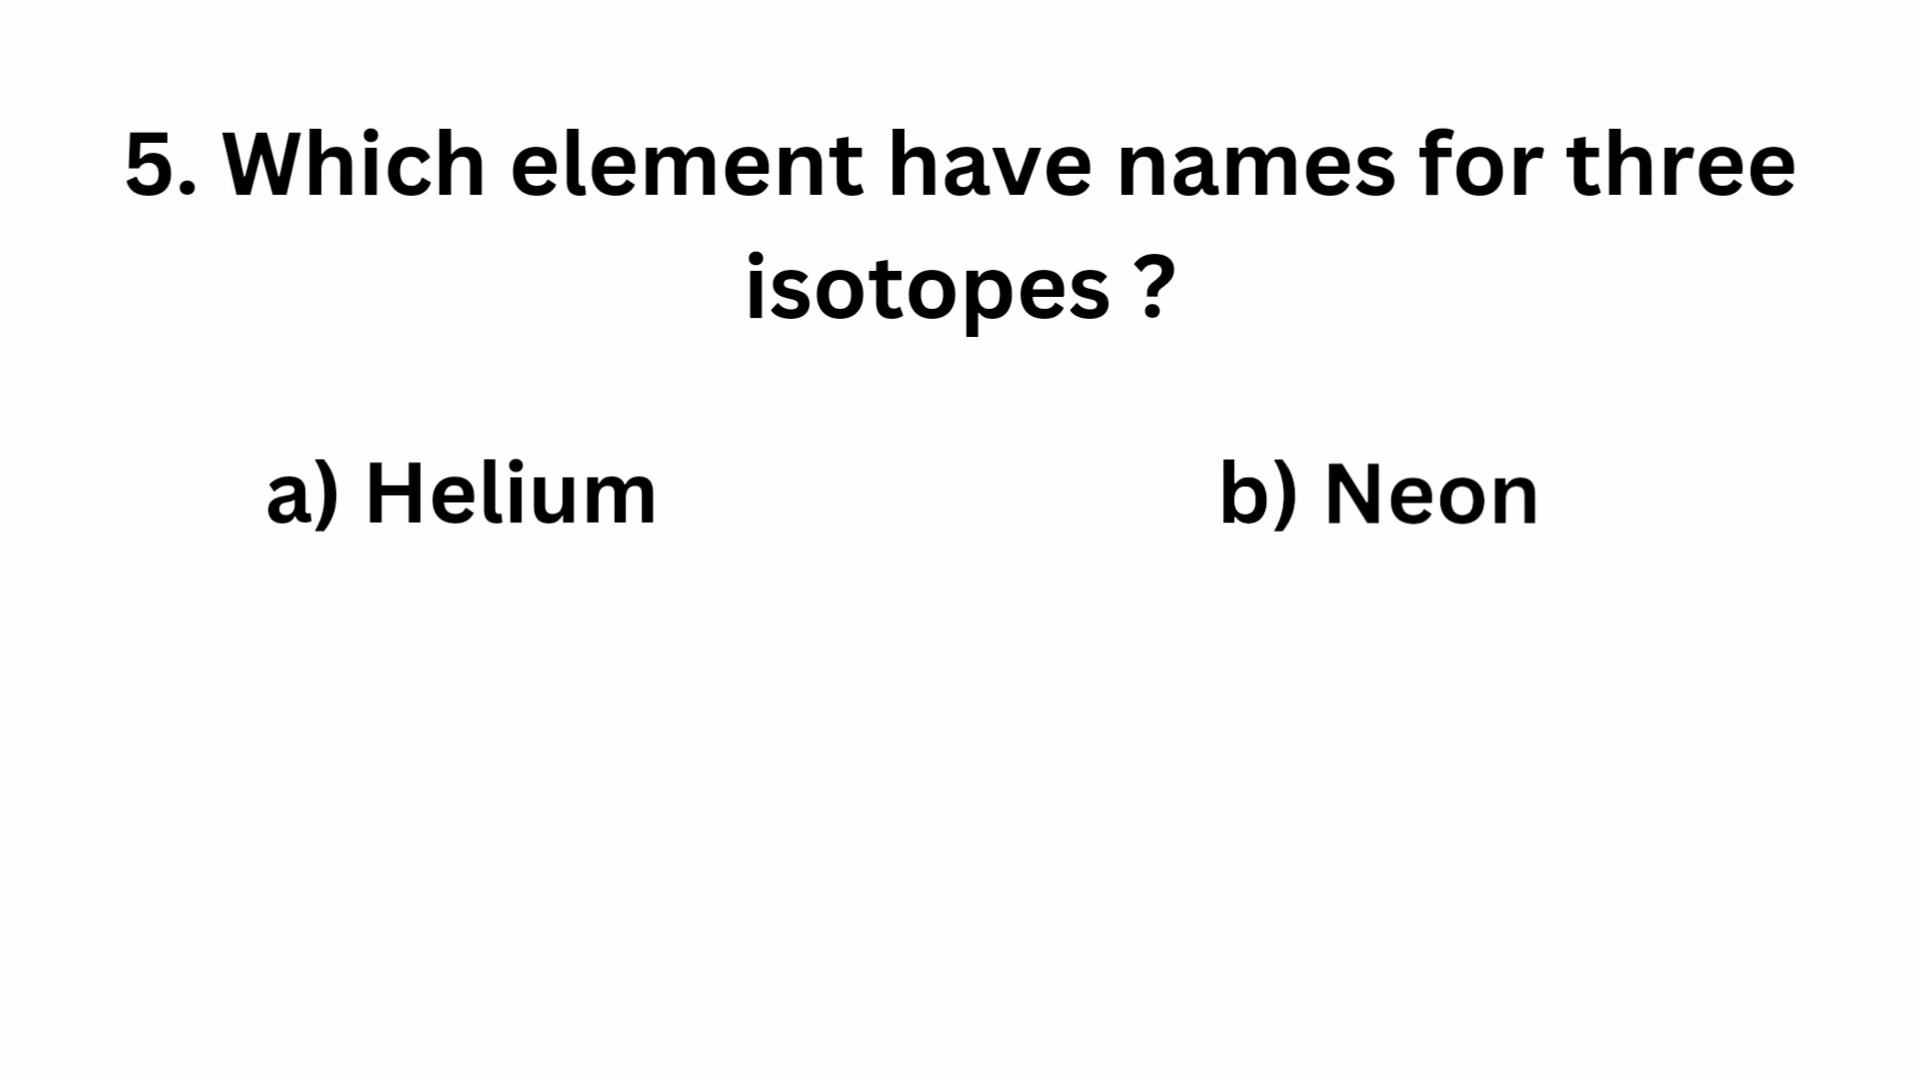 5. Which element have names for three
isotopes ?
a) Helium
b) Neon